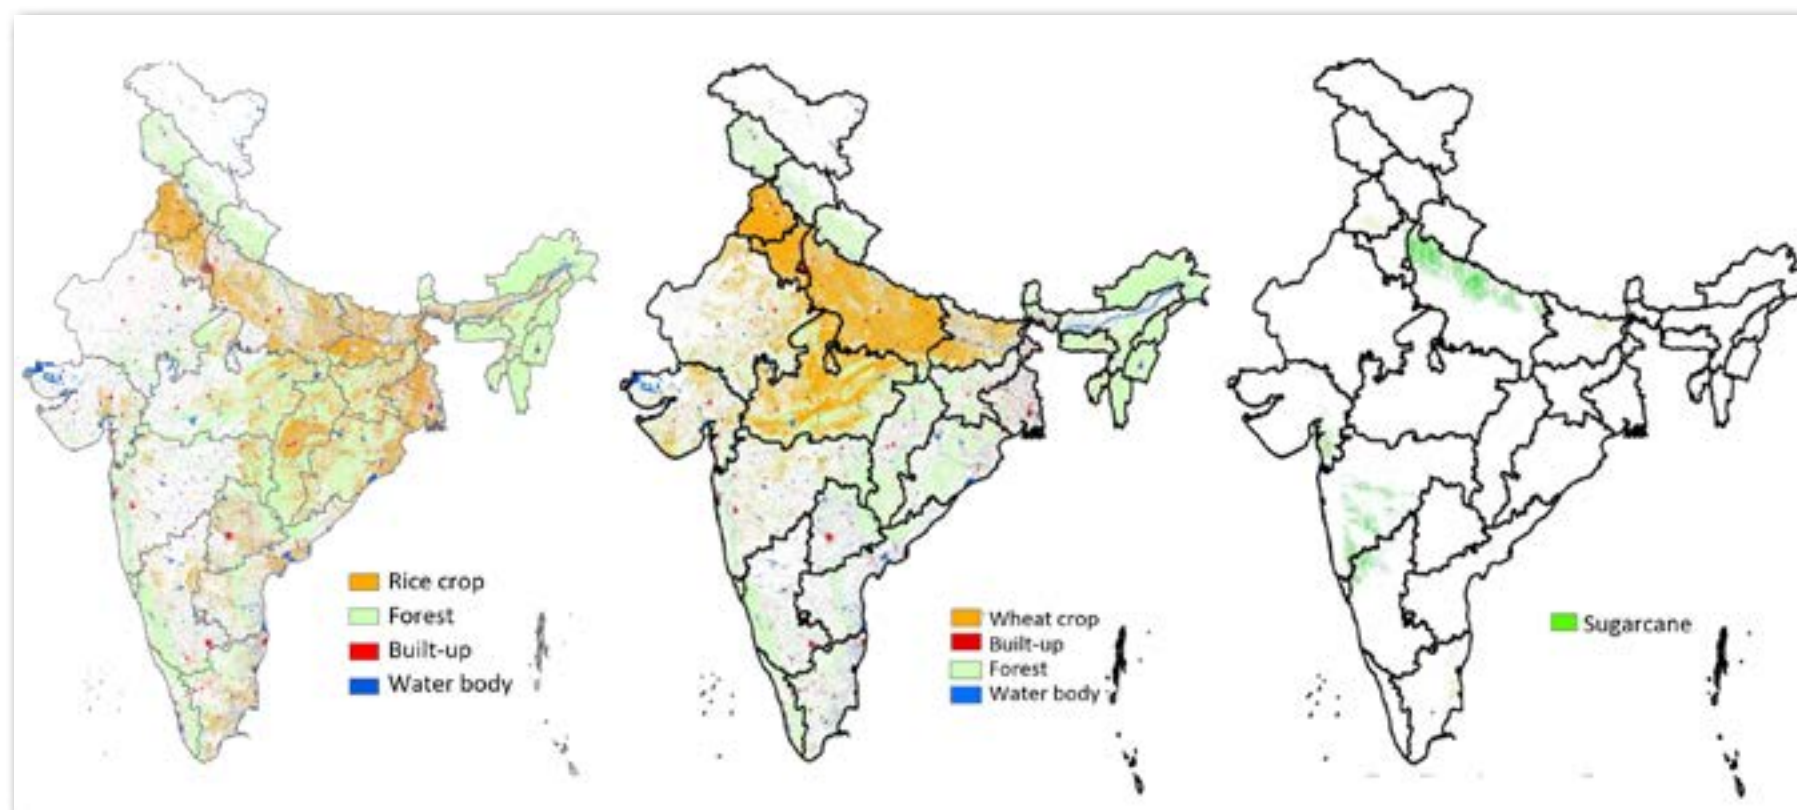 Rice crop
Forest
Built-up
Water body
Wheat crop
Built-up
Forest
Water body
Sugarcane